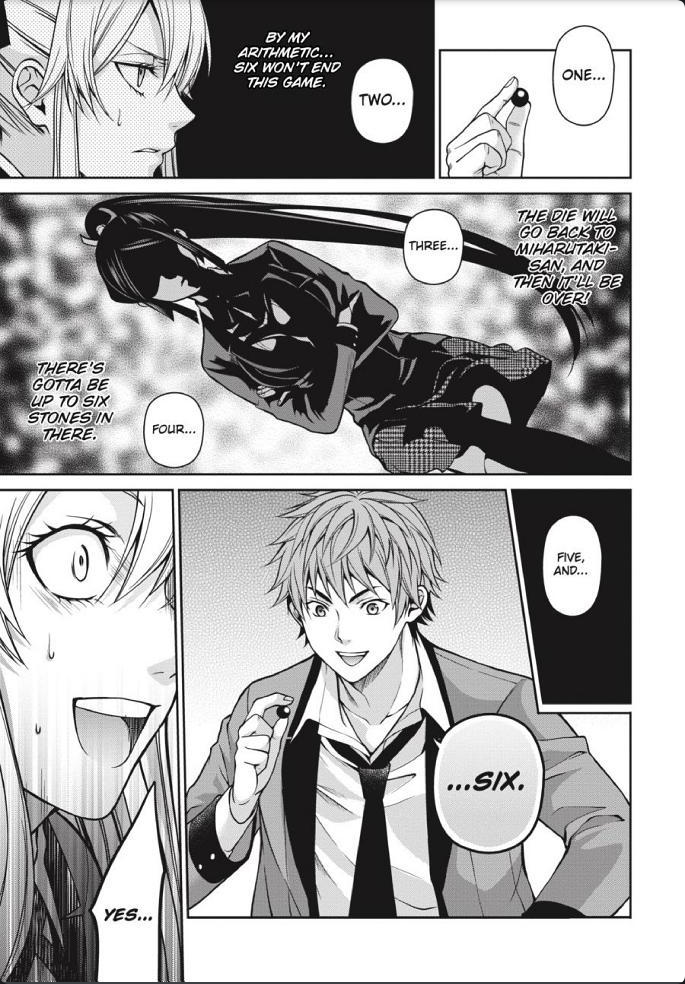 ONE...
TWO...
BY MY
ARITHMETIC...
SIX WON'T END
THIS GAME.
THE DIE WILL
GO BACK TO
MIHARUTAKI-
SAN, AND
THEN IT'LL BE
OVER!
THREE...
FOUR...
THERE'S
GOTTA BE
UP TO SIX
STONES IN
THERE.
FIVE,
AND...
...SIX.
YES...